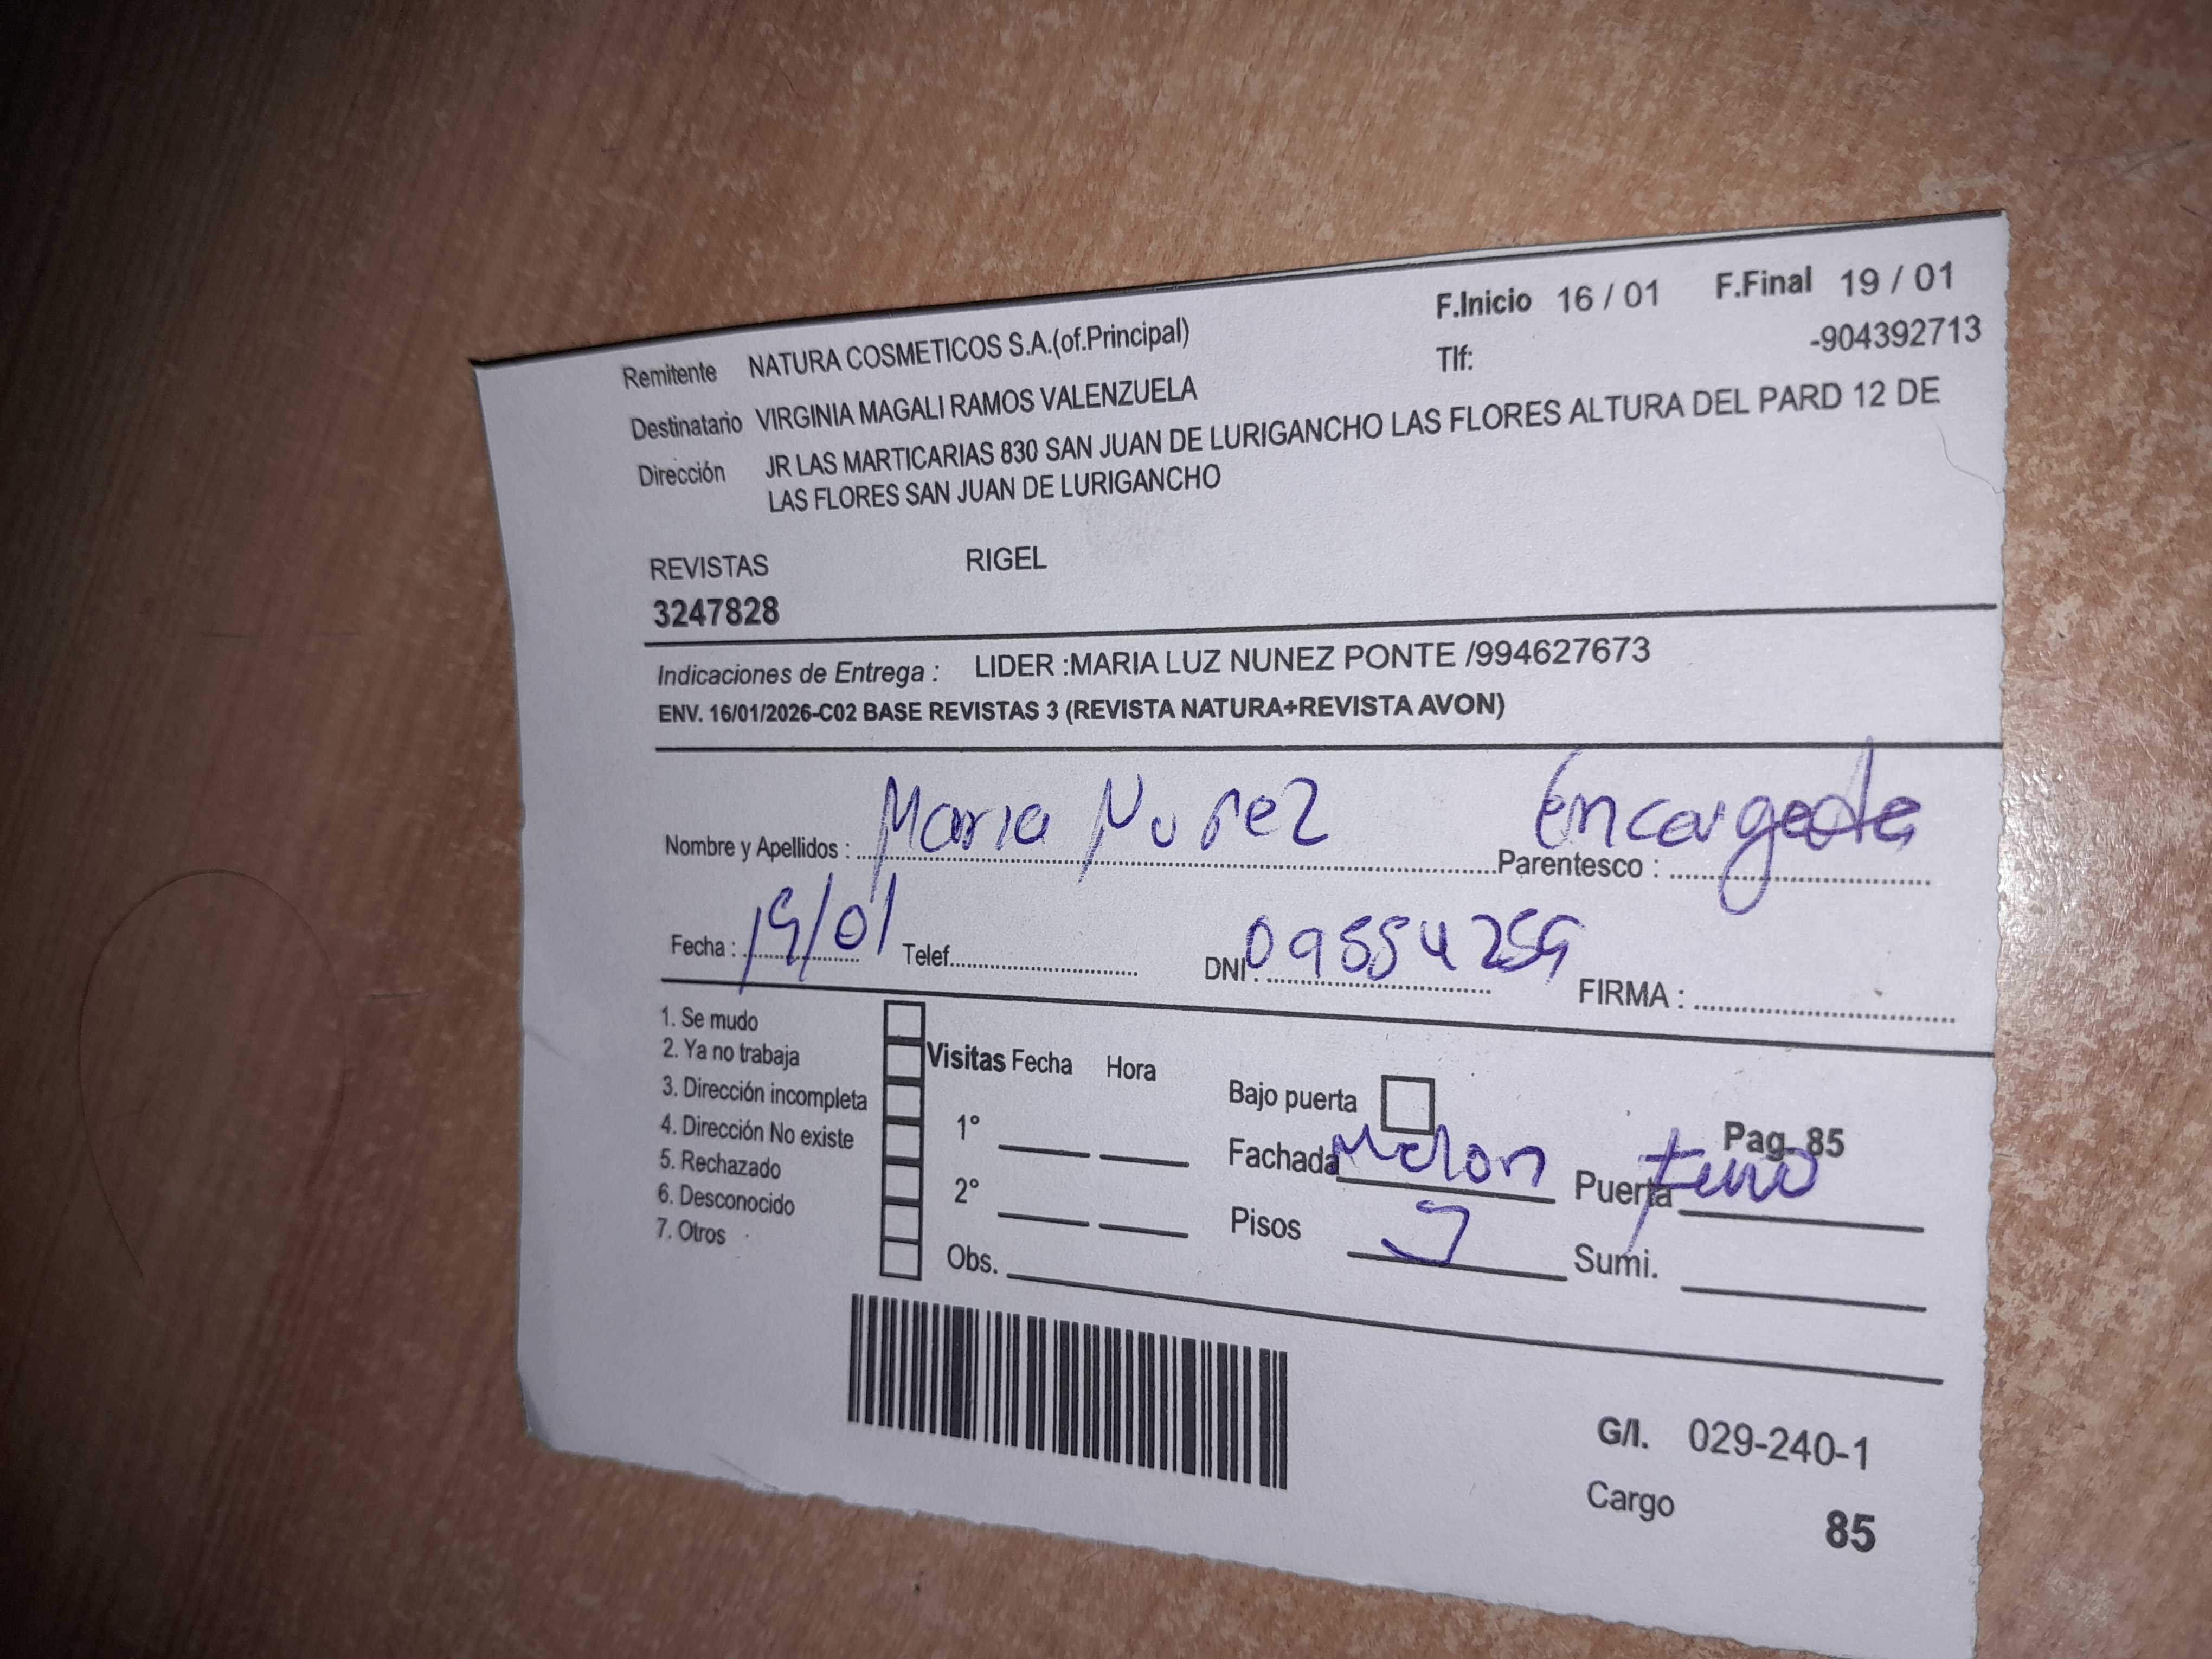 F.Inicio 16 / 01 F.Final 19 / 01
Remitente NATURA COSMETICOS S.A.(of.Principal) Tlf: -904392713
Destinatario VIRGINIA MAGALI RAMOS VALENZUELA
Dirección JR LAS MARTICARIAS 830 SAN JUAN DE LURIGANCHO LAS FLORES ALTURA DEL PARD 12 DE
LAS FLORES SAN JUAN DE LURIGANCHO
REVISTAS RIGEL
3247828
Indicaciones de Entrega : LIDER :MARIA LUZ NUNEZ PONTE /994627673
ENV. 16/01/2026-C02 BASE REVISTAS 3 (REVISTA NATURA+REVISTA AVON)
Nombre y Apellidos : Maria Nuñez Parentesco : Encargada
Fecha : 19/01 Telef. DNI : FIRMA :
1. Se mudo
2. Ya no trabaja Visitas Fecha Hora
3. Dirección incompleta Bajo puerta
4. Dirección No existe 1° Fachada Melon Puerta Pag. 85
5. Rechazado
6. Desconocido 2° Pisos 3 Sumi.
7. Otros Obs.
G/I. 029-240-1
Cargo 85